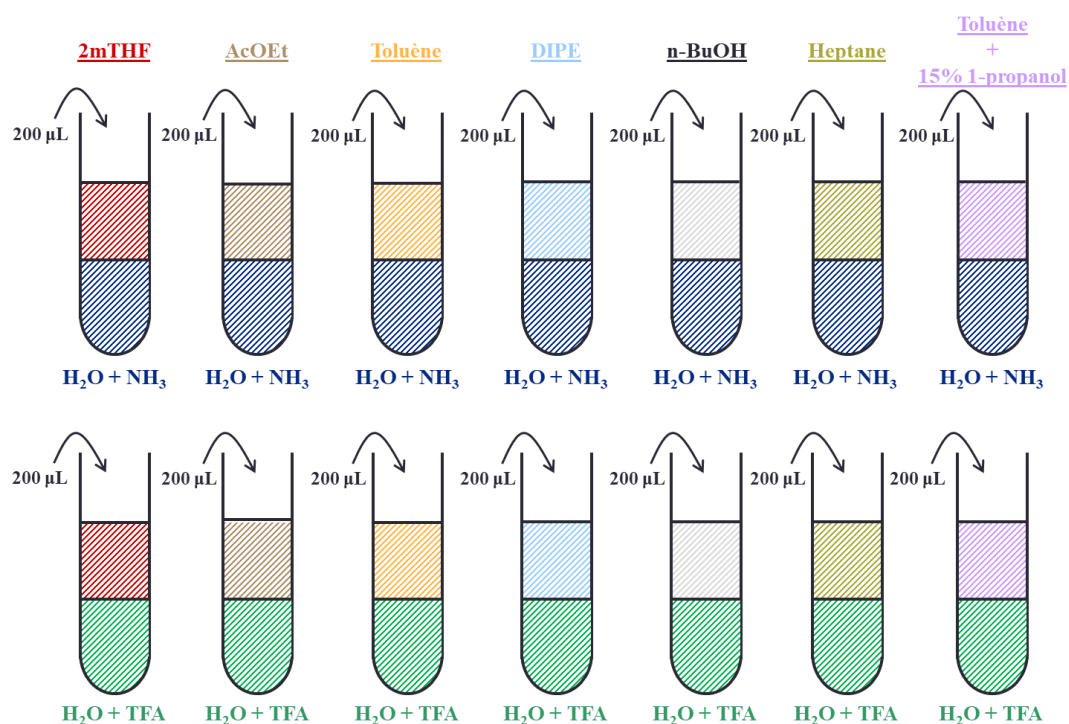 2mTHF
AcOEt
Toluène
DIPE
n-BuOH
Heptane
Toluène
+
15% 1-propanol
200 µL
200 µL
200 µL
200 µL
200 µL
200 µL
200 µL
H₂O + NH₃
H₂O + NH₃
H₂O + NH₃
H₂O + NH₃
H₂O + NH₃
H₂O + NH₃
H₂O + NH₃
200 µL
200 µL
200 µL
200 µL
200 µL
200 µL
200 µL
H₂O + TFA
H₂O + TFA
H₂O + TFA
H₂O + TFA
H₂O + TFA
H₂O + TFA
H₂O + TFA